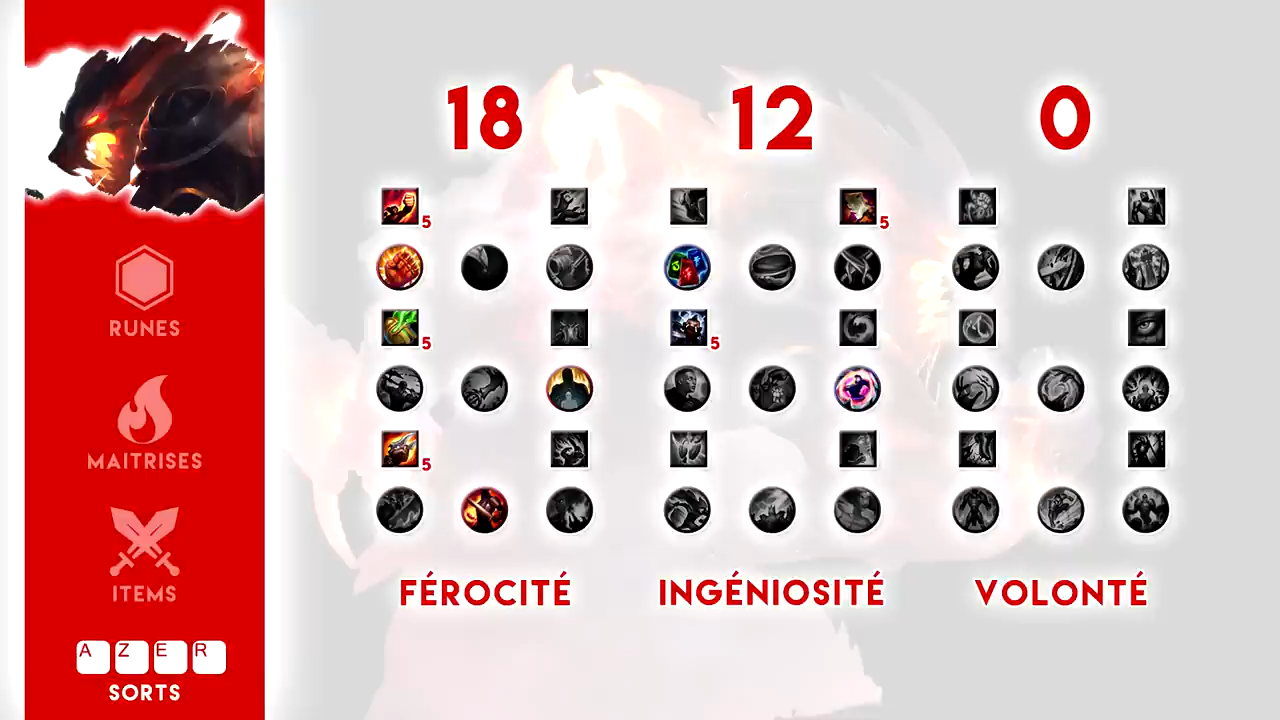 RUNES
MAITRISES
ITEMS
A Z E R
SORTS
18 12 0
5 5
5 5
5
FÉROCITÉ INGÉNIOSITÉ VOLONTÉ